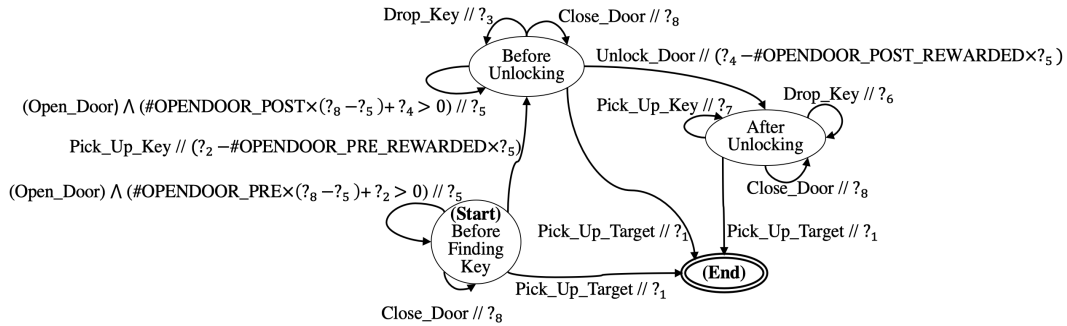 Drop_Key // ?₃
Close_Door // ?₈
Before
Unlocking
Unlock_Door // (?₄ −#OPENDOOR_POST_REWARDED×?₅ )
(Open_Door) ⋀ (#OPENDOOR_POST×(?₈ −?₅)+ ?₄ > 0) // ?₅
Pick_Up_Key // ?₇
Drop_Key // ?₆
After
Unlocking
Pick_Up_Key // (?₂ −#OPENDOOR_PRE_REWARDED×?₅)
Close_Door // ?₈
(Open_Door) ⋀ (#OPENDOOR_PRE×(?₈ −?₅)+ ?₂ > 0) // ?₅
(Start)
Before
Finding
Key
Pick_Up_Target // ?₁
Pick_Up_Target // ?₁
(End)
Pick_Up_Target // ?₁
Close_Door // ?₈